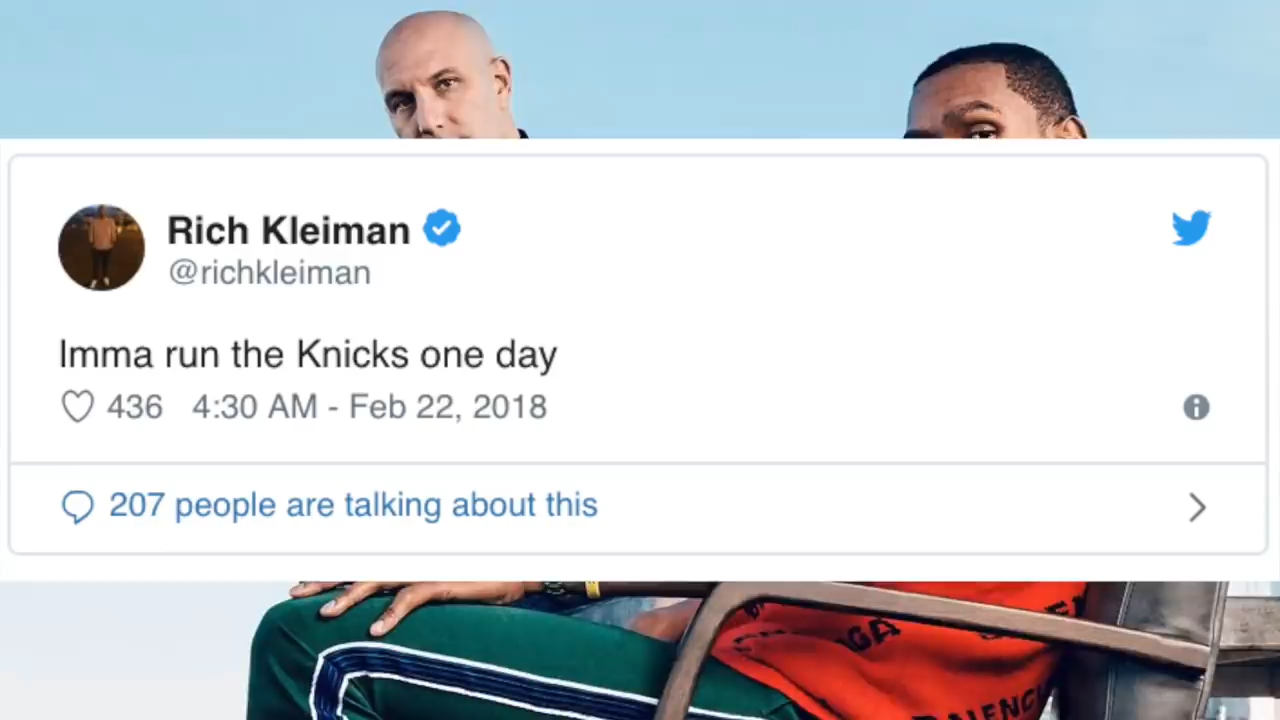 Rich Kleiman
@richkleiman
Imma run the Knicks one day
436 4:30 AM - Feb 22, 2018
207 people are talking about this